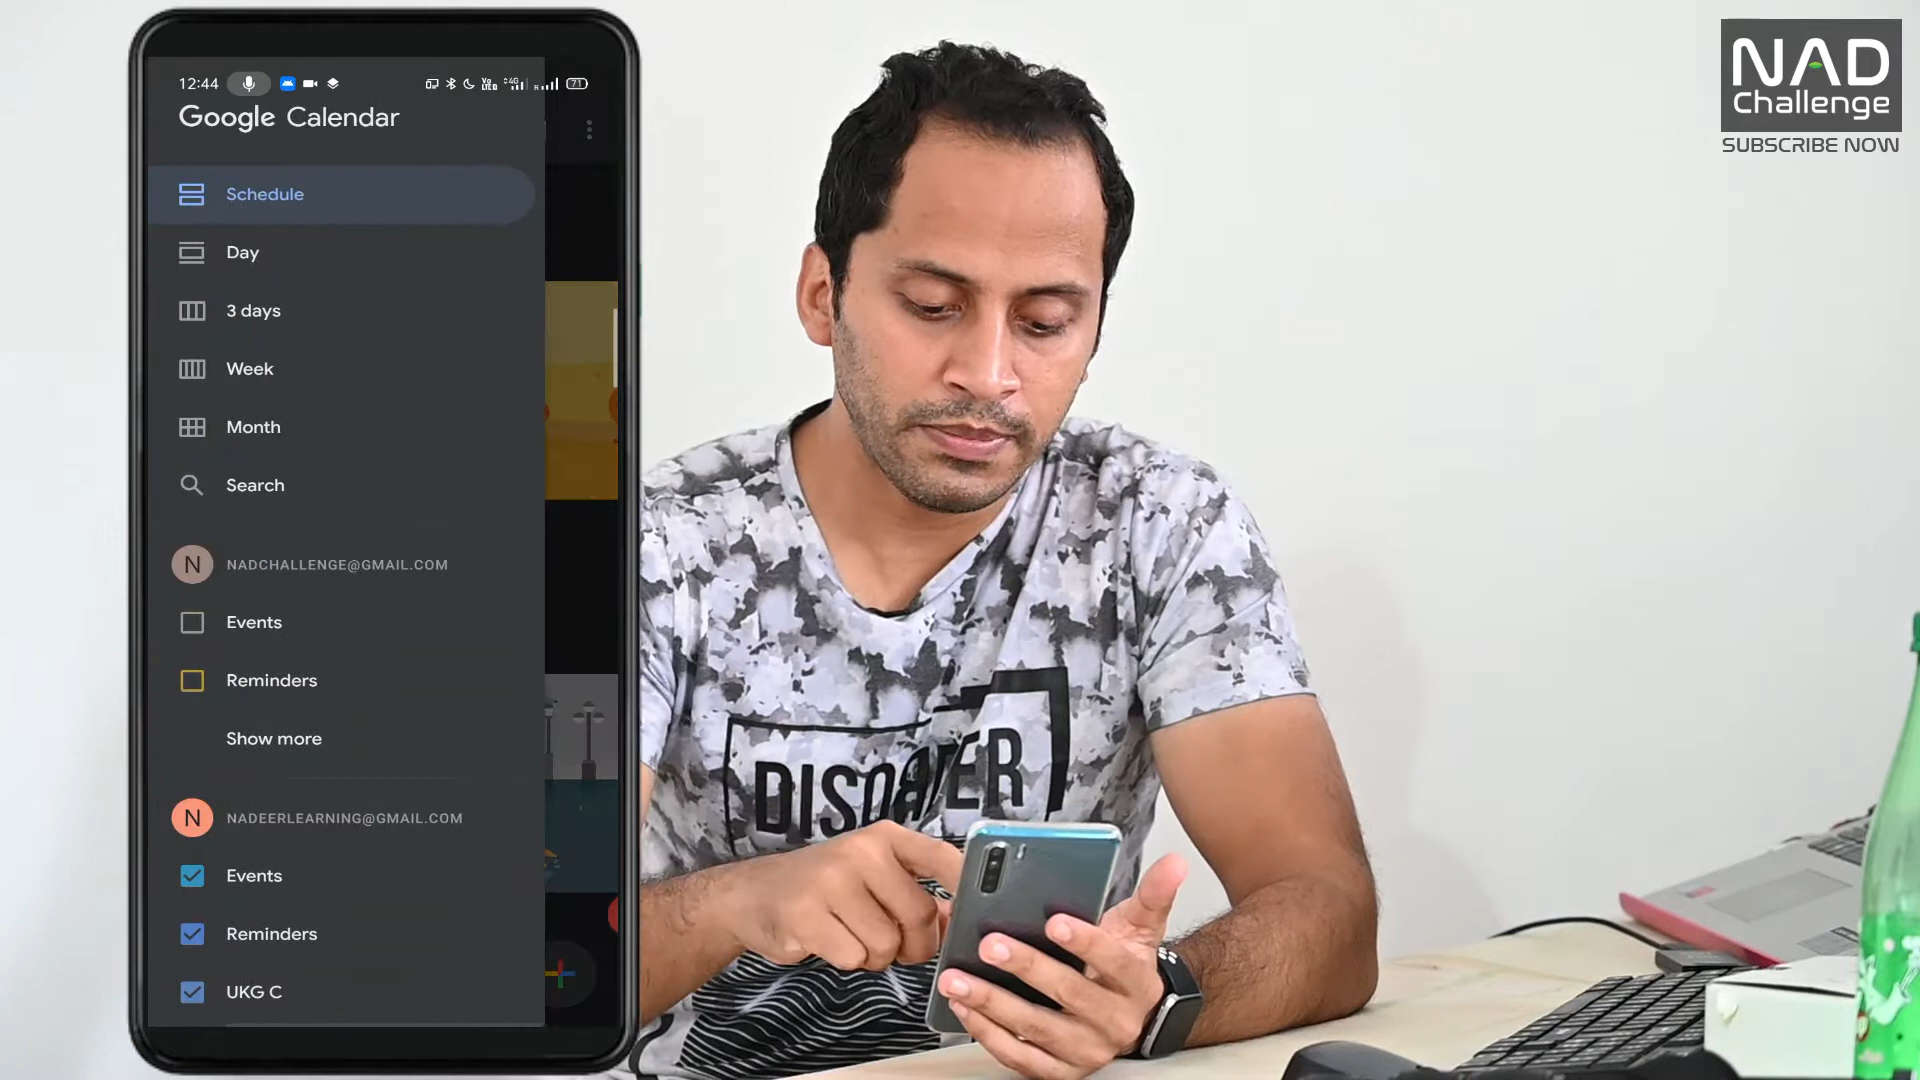 12:44
71
Google Calendar
Schedule
Day
3 days
Week
Month
Search
N
NADCHALLENGE@GMAIL.COM
Events
Reminders
Show more
N
NADEERLEARNING@GMAIL.COM
Events
Reminders
UKG C
NAD
Challenge
SUBSCRIBE NOW